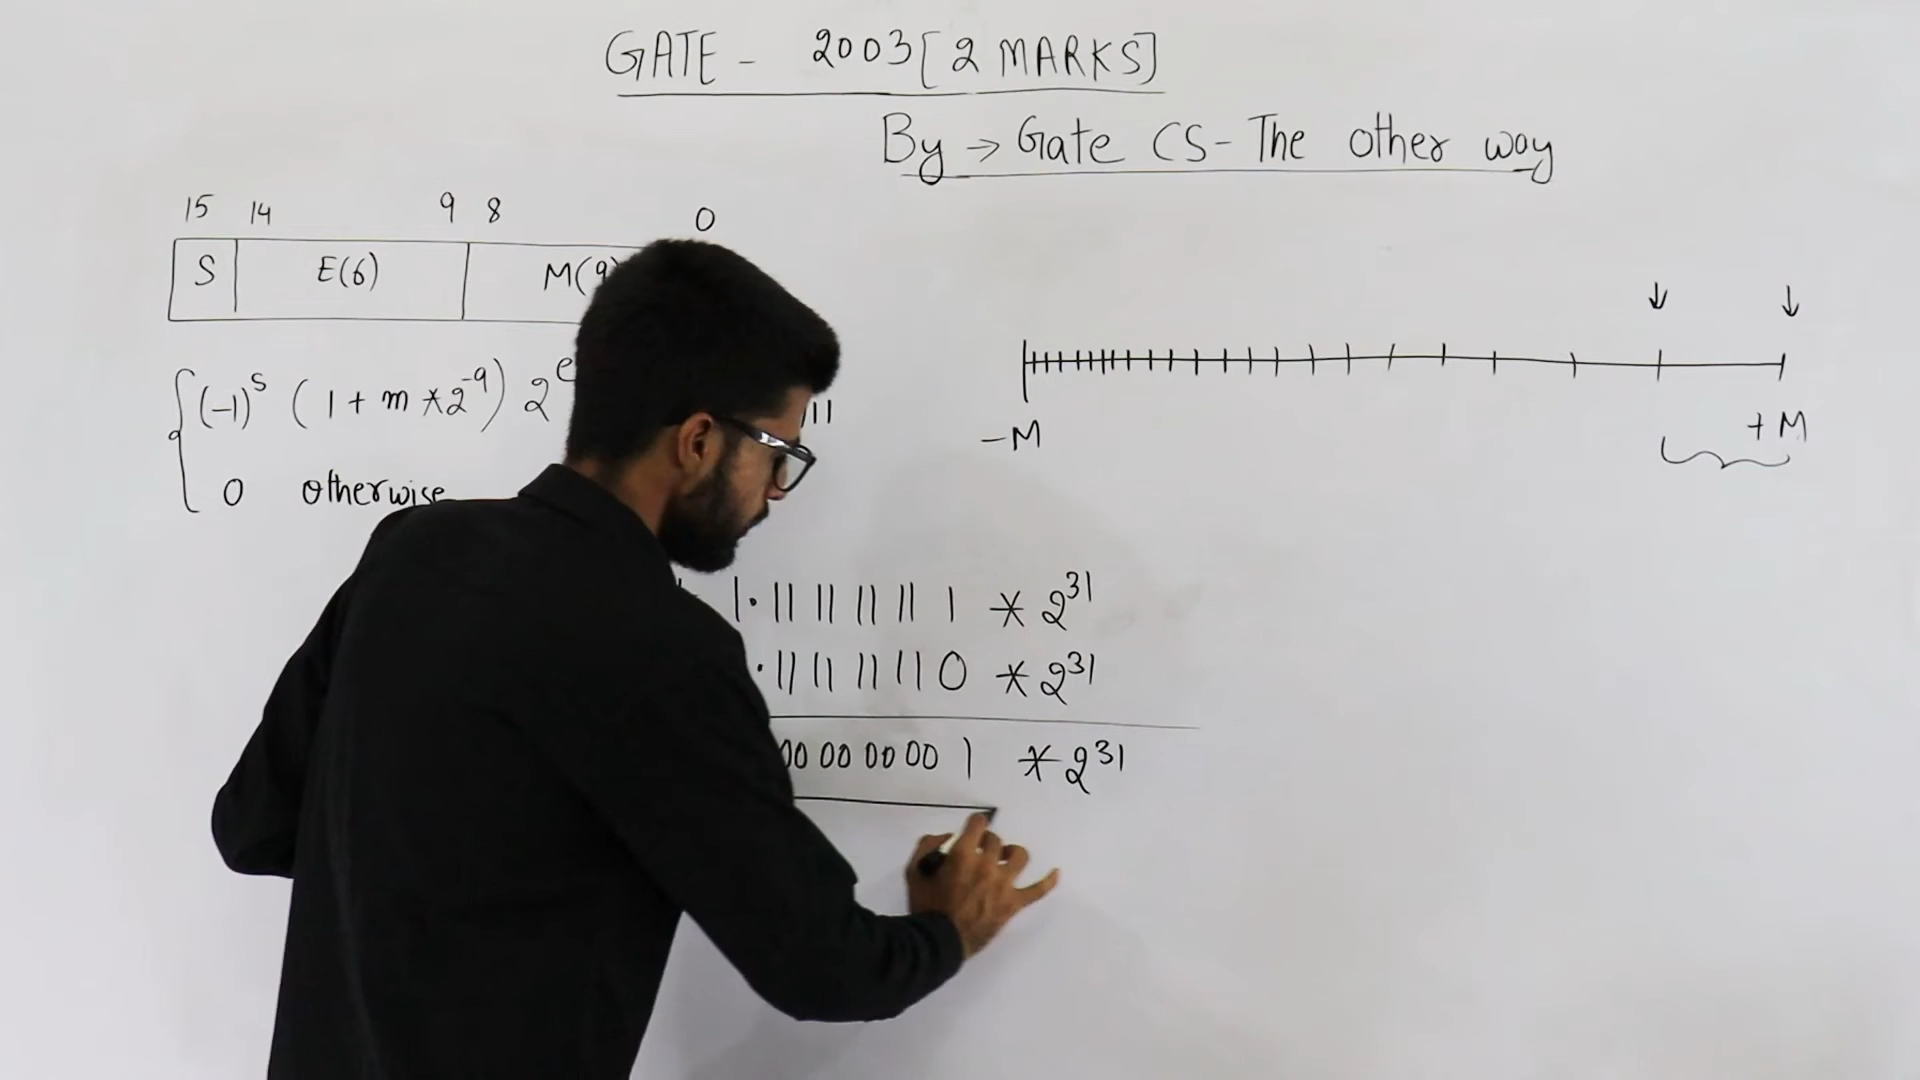 GATE - 2003 [2 MARKS]
By → Gate CS - The other way
15 14 9 8 0
S E(6) M(9)
(-1)^s (1 + m * 2^-9) 2^e
111
0 otherwise
-M
+M
1.11 11 11 11 1 * 2^31
.11 11 11 11 0 * 2^31
00 00 00 00 1 * 2^31